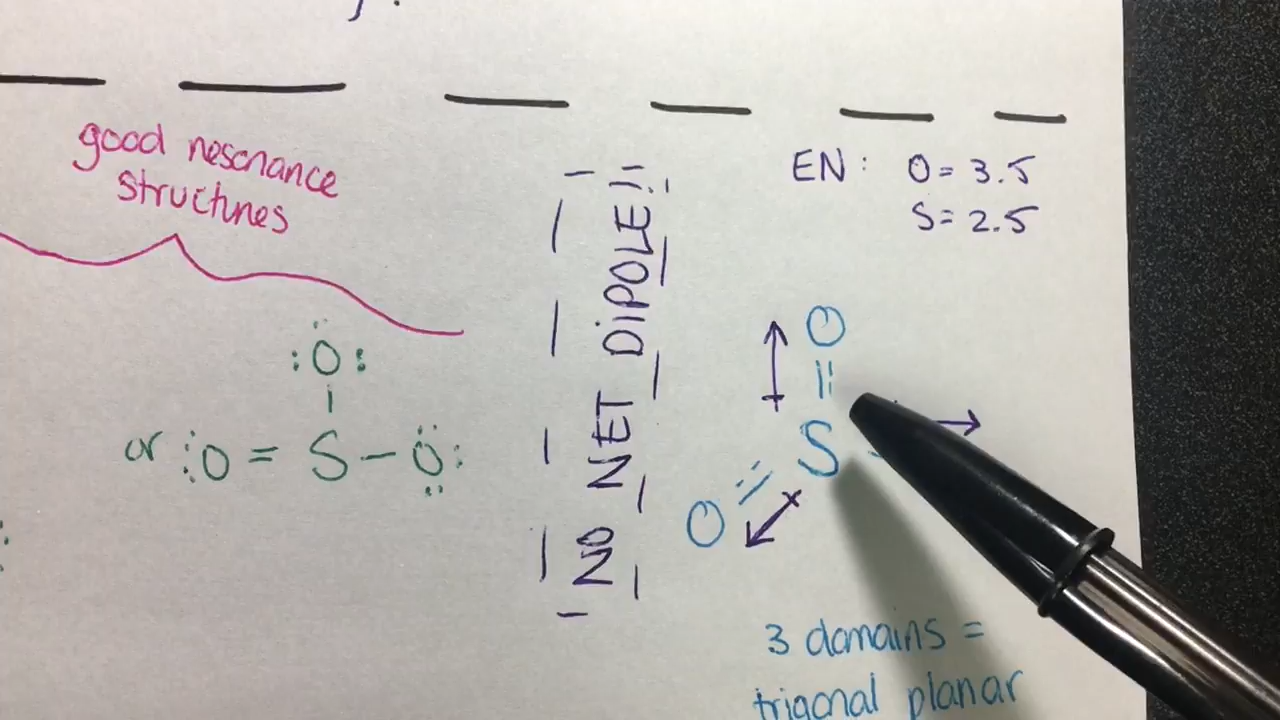 good resonance
structures
:O:
or :O = S - O:
NO NET DIPOLE!!
EN: O = 3.5
S = 2.5
O
S
O
3 domains =
trigonal planar